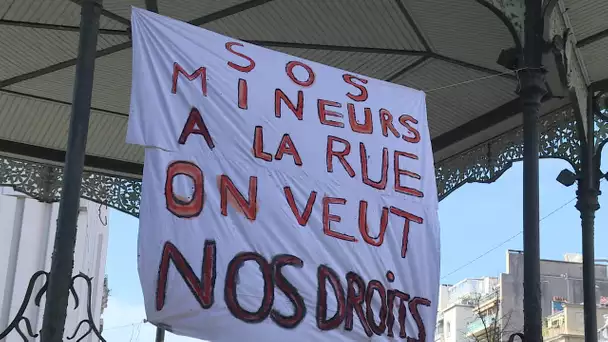 SOS
MINEURS
A LA RUE
ON VEUT
NOS DROiTS